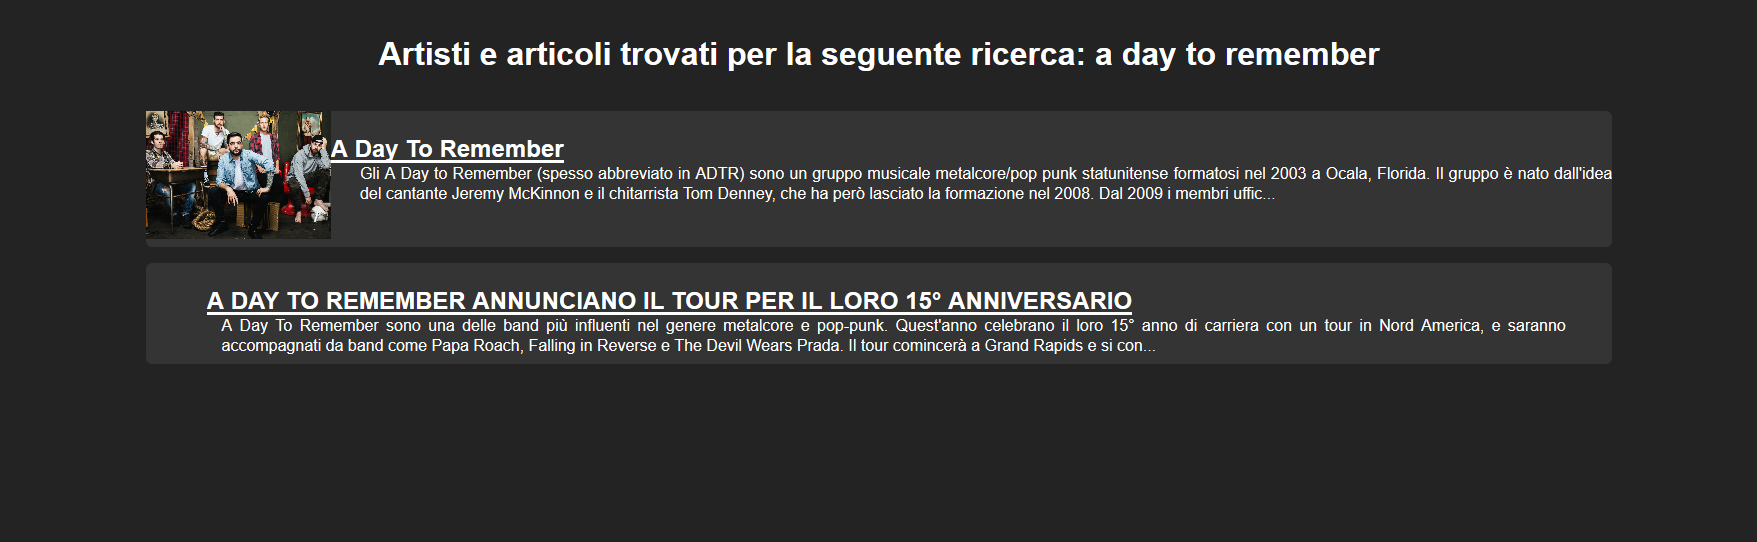 Artisti e articoli trovati per la seguente ricerca: a day to remember
A Day To Remember
Gli A Day to Remember (spesso abbreviato in ADTR) sono un gruppo musicale metalcore/pop punk statunitense formatosi nel 2003 a Ocala, Florida. Il gruppo è nato dall'idea
del cantante Jeremy McKinnon e il chitarrista Tom Denney, che ha però lasciato la formazione nel 2008. Dal 2009 i membri uffic...
A DAY TO REMEMBER ANNUNCIANO IL TOUR PER IL LORO 15° ANNIVERSARIO
A Day To Remember sono una delle band più influenti nel genere metalcore e pop-punk. Quest'anno celebrano il loro 15° anno di carriera con un tour in Nord America, e saranno
accompagnati da band come Papa Roach, Falling in Reverse e The Devil Wears Prada. Il tour comincerà a Grand Rapids e si con...